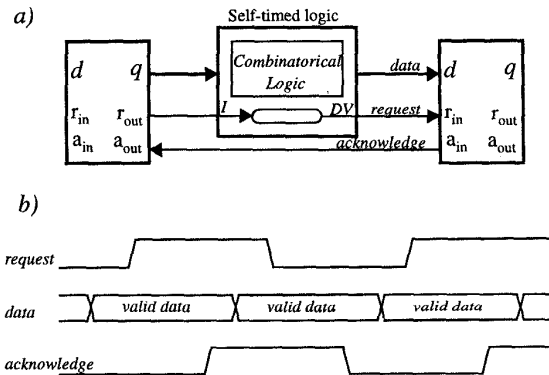 a)
Self-timed logic
d q
Combinatorical
Logic
data
d q
r_in r_out
I
DV
request
r_in r_out
a_in a_out
acknowledge
a_in a_out
b)
request
data
valid data
valid data
valid data
acknowledge